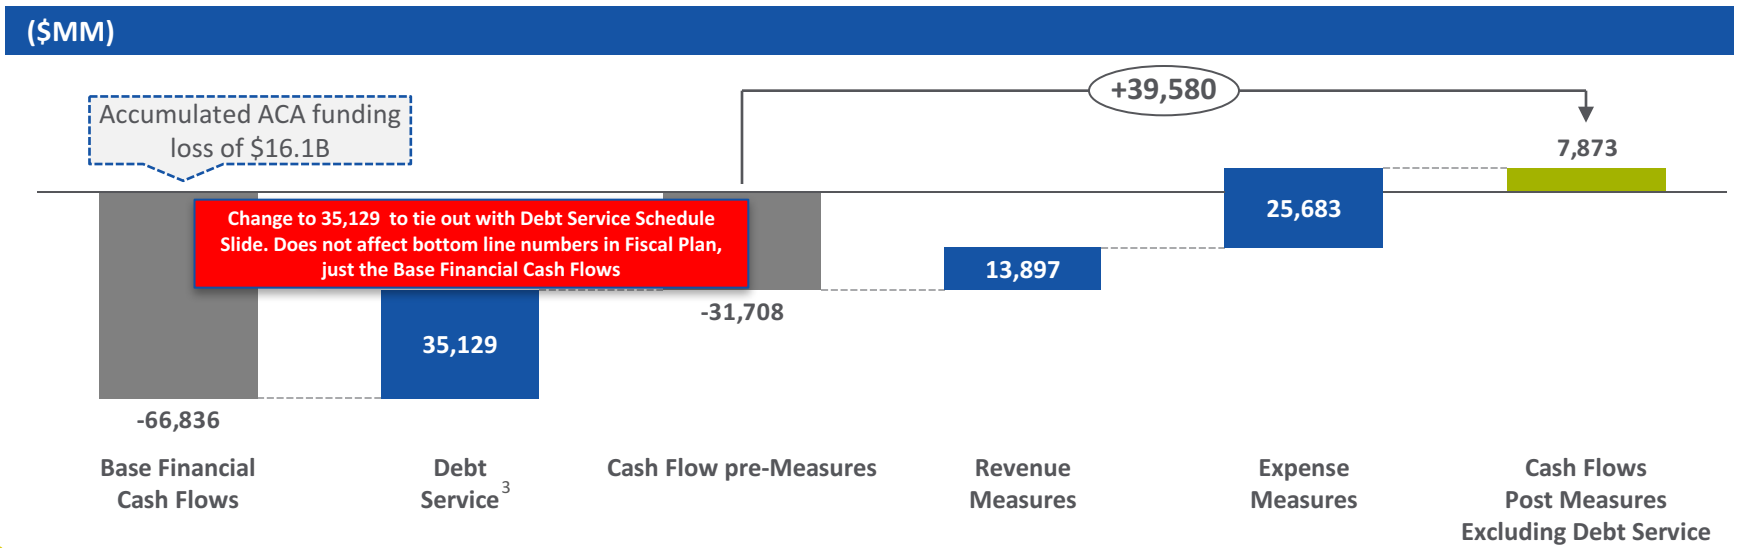 ($MM)
+39,580
Accumulated ACA funding
loss of $16.1B
7,873
Change to 35,129 to tie out with Debt Service Schedule
Slide. Does not affect bottom line numbers in Fiscal Plan,
just the Base Financial Cash Flows
25,683
13,897
-31,708
35,129
-66,836
Base Financial
Cash Flows
Debt
Service3
Cash Flow pre-Measures
Revenue
Measures
Expense
Measures
Cash Flows
Post Measures
Excluding Debt Service